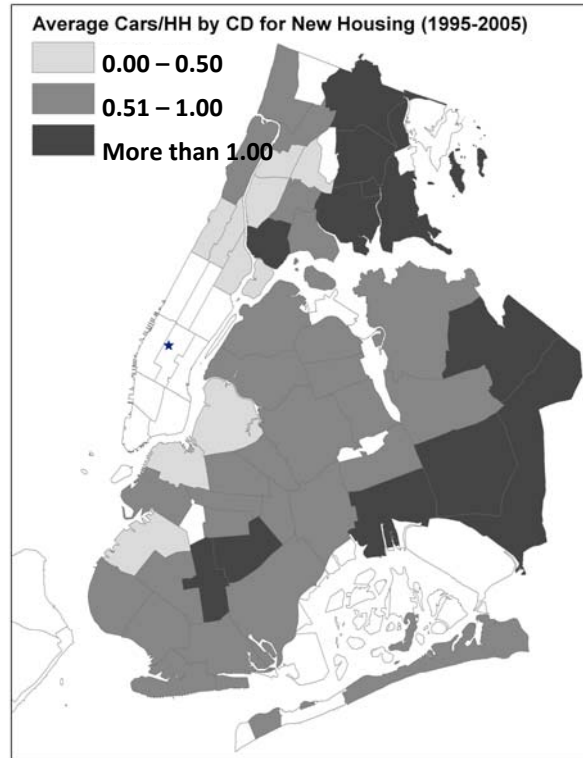 Average Cars/HH by CD for New Housing (1995-2005)
0.00 – 0.50
0.51 – 1.00
More than 1.00